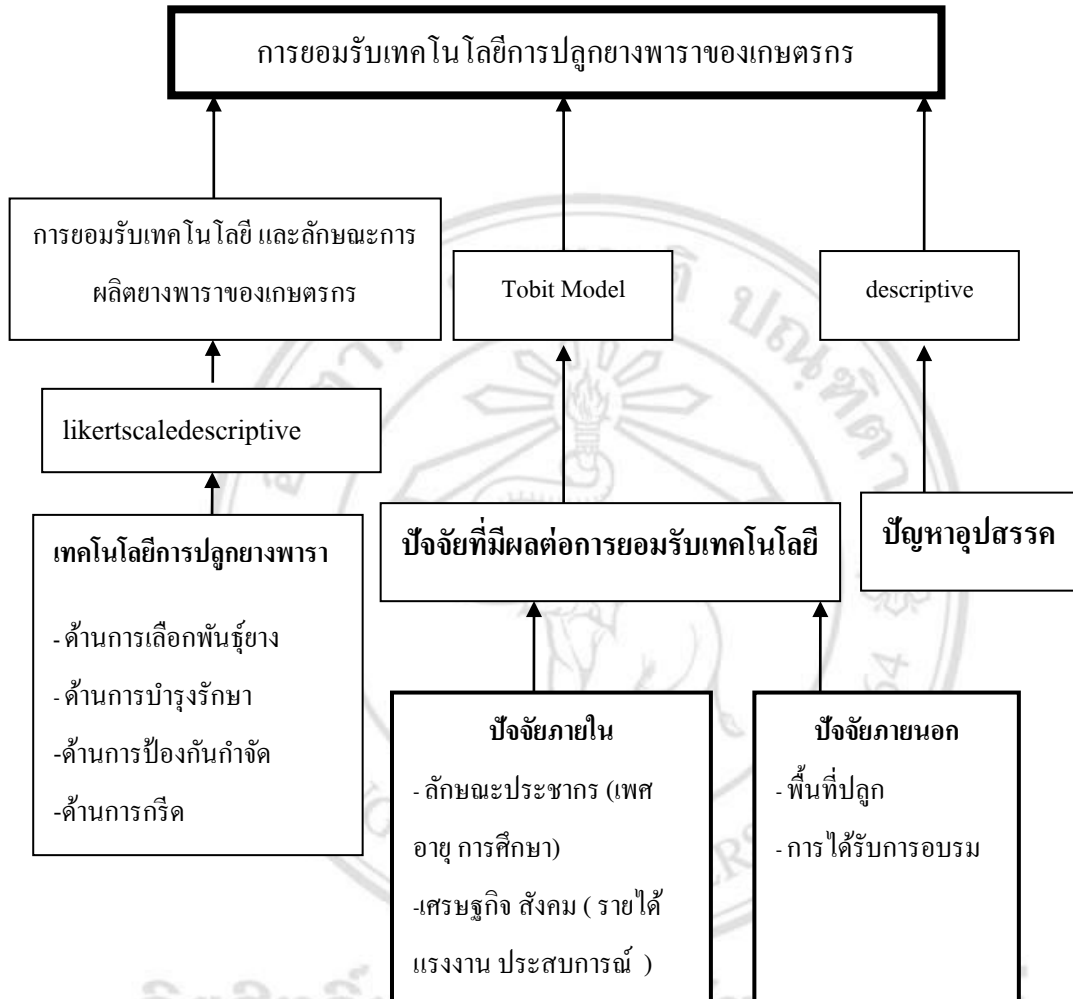 การยอมรับเทคโนโลยีการปลูกยางพาราของเกษตรกร
การยอมรับเทคโนโลยี และลักษณะการ
ผลิตยางพาราของเกษตรกร
Tobit Model
descriptive
likertscaledescriptive
เทคโนโลยีการปลูกยางพารา
- ด้านการเลือกพันธุ์ยาง
- ด้านการบำรุงรักษา
-ด้านการป้องกันกำจัด
-ด้านการกรีด
ปัจจัยที่มีผลต่อการยอมรับเทคโนโลยี
ปัญหาอุปสรรค
ปัจจัยภายใน
- ลักษณะประชากร (เพศ
อายุ การศึกษา)
-เศรษฐกิจ สังคม ( รายได้
แรงงาน ประสบการณ์ )
ปัจจัยภายนอก
- พื้นที่ปลูก
- การได้รับการอบรม